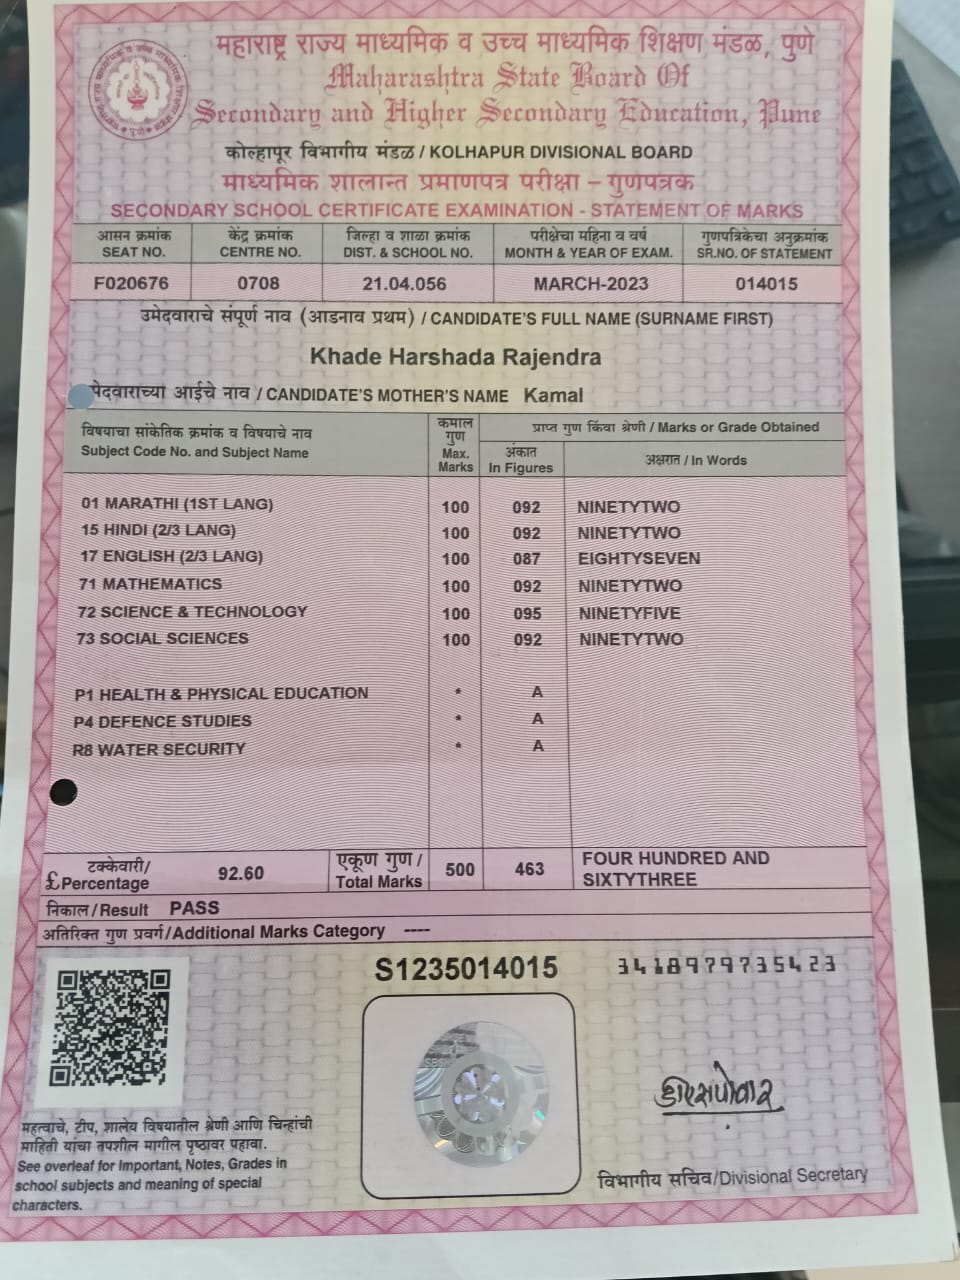 महाराष्ट्र राज्य माध्यमिक व उच्च माध्यमिक शिक्षण मंडळ, पुणे
Maharashtra State Board Of
Secondary and Higher Secondary Education, Pune
कोल्हापूर विभागीय मंडळ / KOLHAPUR DIVISIONAL BOARD
माध्यमिक शालान्त प्रमाणपत्र परीक्षा – गुणपत्रक
SECONDARY SCHOOL CERTIFICATE EXAMINATION - STATEMENT OF MARKS
आसन क्रमांक केंद्र क्रमांक जिल्हा व शाळा क्रमांक परीक्षेचा महिना व वर्ष गुणपत्रिकेचा अनुक्रमांक
SEAT NO. CENTRE NO. DIST. & SCHOOL NO. MONTH & YEAR OF EXAM. SR.NO. OF STATEMENT
F020676 0708 21.04.056 MARCH-2023 014015
उमेदवाराचे संपूर्ण नाव (आडनाव प्रथम) / CANDIDATE'S FULL NAME (SURNAME FIRST)
Khade Harshada Rajendra
मेदवाराच्या आईचे नाव / CANDIDATE'S MOTHER'S NAME Kamal
विषयाचा सांकेतिक क्रमांक व विषयाचे नाव
Subject Code No. and Subject Name
कमाल
गुण
Max.
Marks
प्राप्त गुण किंवा श्रेणी / Marks or Grade Obtained
अंकात
In Figures
अक्षरात / In Words
01 MARATHI (1ST LANG) 100 092 NINETYTWO
15 HINDI (2/3 LANG) 100 092 NINETYTWO
17 ENGLISH (2/3 LANG) 100 087 EIGHTYSEVEN
71 MATHEMATICS 100 092 NINETYTWO
72 SCIENCE & TECHNOLOGY 100 095 NINETYFIVE
73 SOCIAL SCIENCES 100 092 NINETYTWO
P1 HEALTH & PHYSICAL EDUCATION * A
P4 DEFENCE STUDIES * A
R8 WATER SECURITY * A
टक्केवारी/
£ Percentage 92.60
एकूण गुण /
Total Marks 500 463
FOUR HUNDRED AND
SIXTYTHREE
निकाल/Result PASS
अतिरिक्त गुण प्रवर्ग/Additional Marks Category ----
S1235014015 3418979735423
महत्वाचे, टीप, शालेय विषयातील श्रेणी आणि चिन्हांची
माहिती यांचा तपशील मागील पृष्ठावर पहावा.
See overleaf for Important, Notes, Grades in
school subjects and meaning of special
characters.
विभागीय सचिव/Divisional Secretary